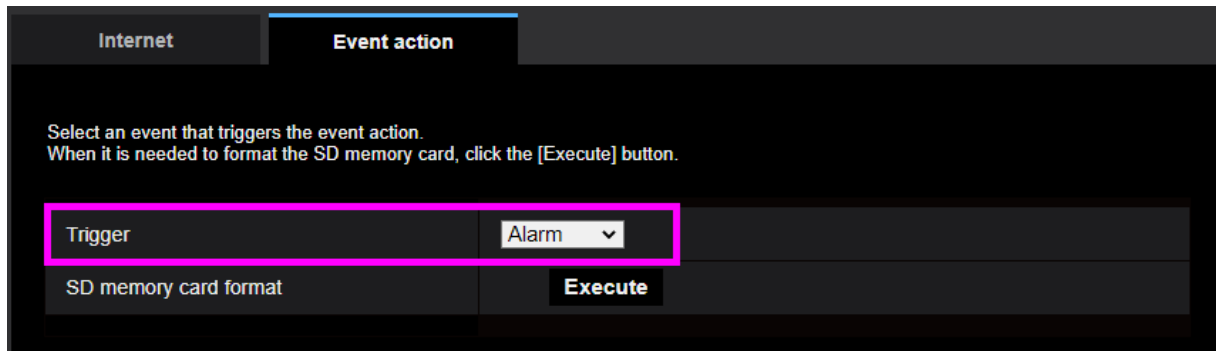 Internet
Event action
Select an event that triggers the event action.
When it is needed to format the SD memory card, click the [Execute] button.
Trigger
Alarm
SD memory card format
Execute